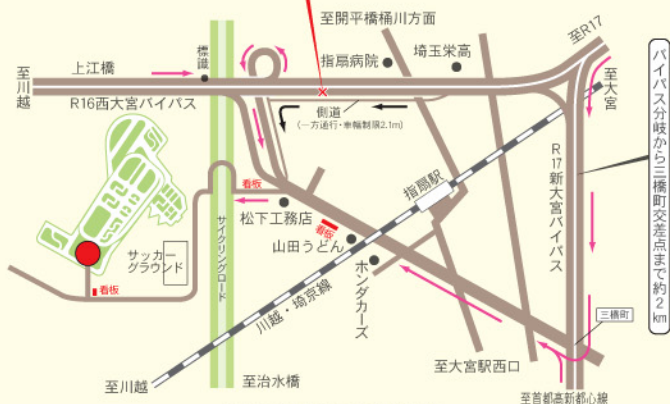 至開平橋桶川方面
至R17
上江橋
標識
指扇病院
埼玉栄高
至川越
R16西大宮バイパス
側道
(一方通行・車輪制限2.1m)
至大宮
バイパス分岐から三橋町交差点まで約2km
R17新大宮バイパス
指扇駅
看板
松下工務店
看板
山田うどん
サイクリングロード
サッカーグラウンド
看板
ホンダカーズ
川越・埼京線
三橋町
至大宮駅西口
至川越
至治水橋
至首都高新都心線